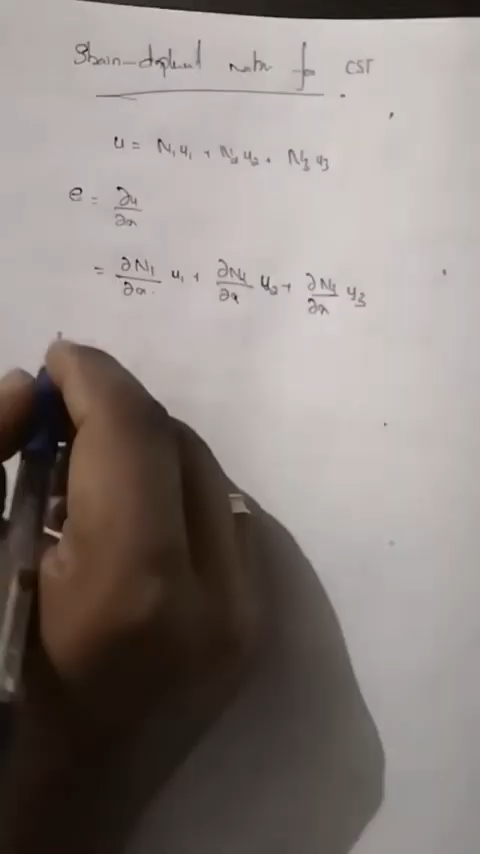 Strain-displacement matrix for CST
u = N₁u₁ + N₂u₂ + N₃u₃
e = ∂u/∂x
= ∂N₁/∂x u₁ + ∂N₂/∂x u₂ + ∂N₃/∂x u₃